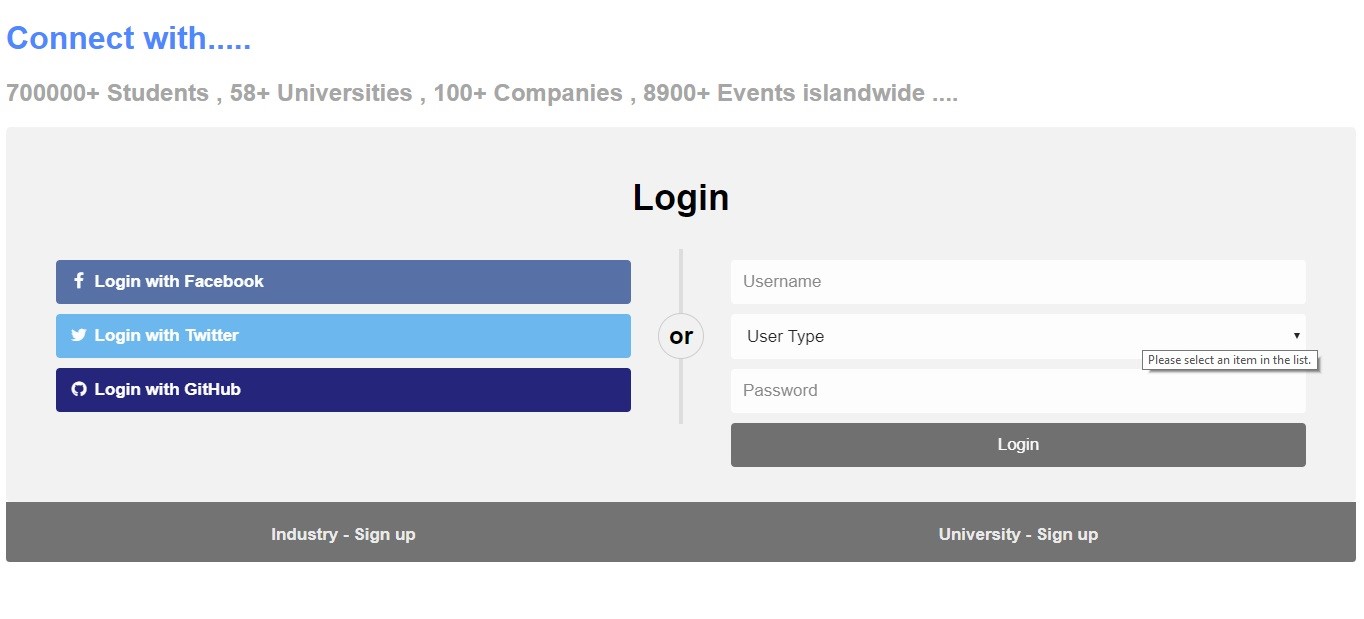 Connect with.....
700000+ Students , 58+ Universities , 100+ Companies , 8900+ Events islandwide ....
Login
Login with Facebook
Login with Twitter
Login with GitHub
or
Username
User Type
Please select an item in the list.
Password
Login
Industry - Sign up
University - Sign up